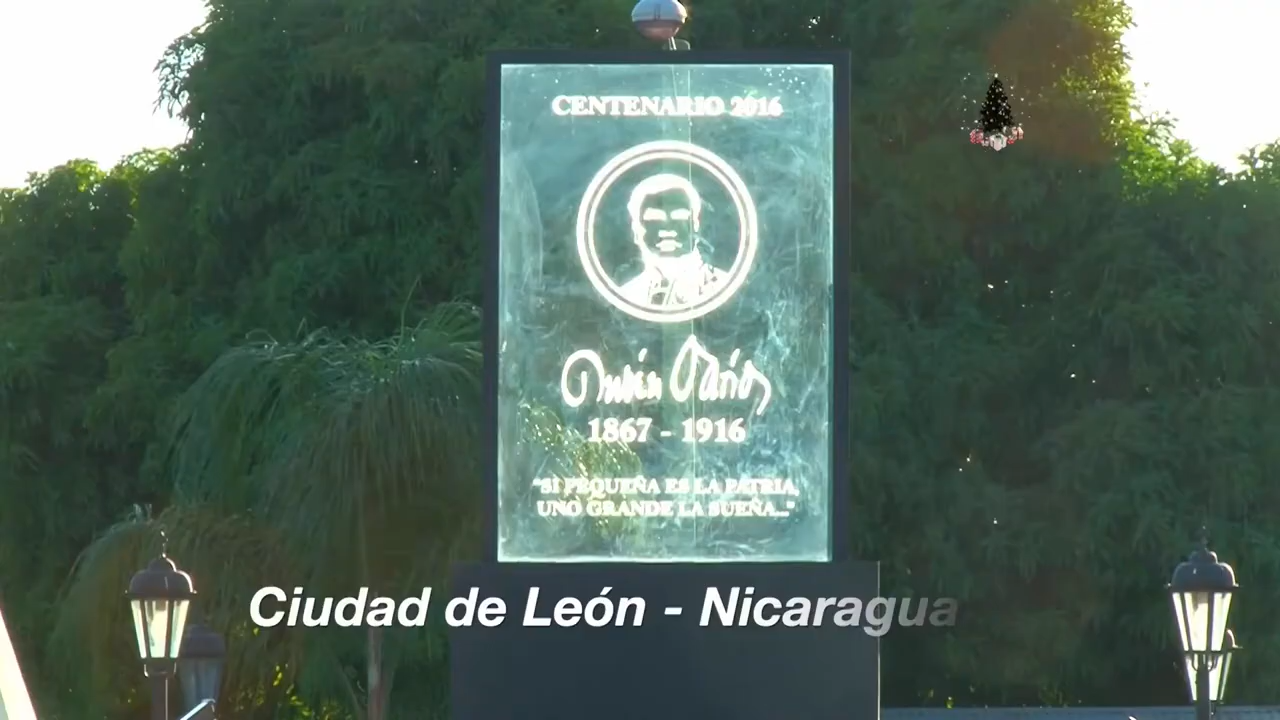 CENTENARIO 2016
Rubén Darío
1867 - 1916
"SI PEQUEÑA ES LA PATRIA,
UNO GRANDE LA SUEÑA..."
Ciudad de León - Nicaragua